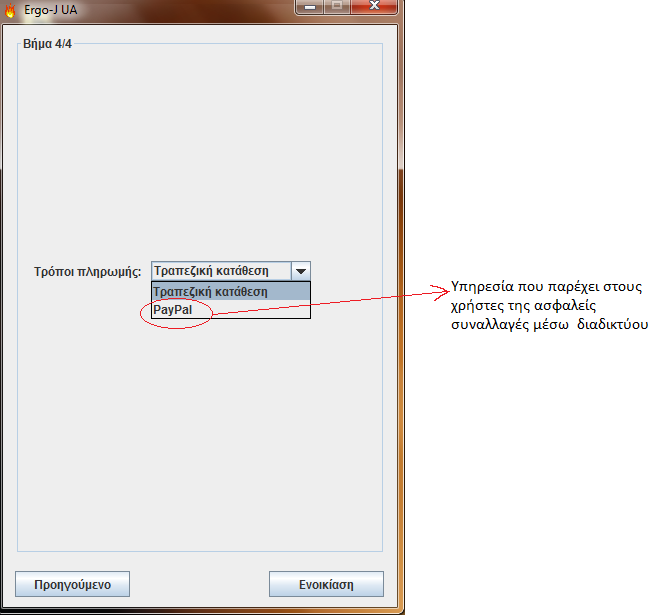 Ergo-J UA
Βήμα 4/4
Τρόποι πληρωμής: Τραπεζική κατάθεση
Τραπεζική κατάθεση
PayPal
Υπηρεσία που παρέχει στους
χρήστες της ασφαλείς
συναλλαγές μέσω διαδικτύου
Προηγούμενο Ενοικίαση